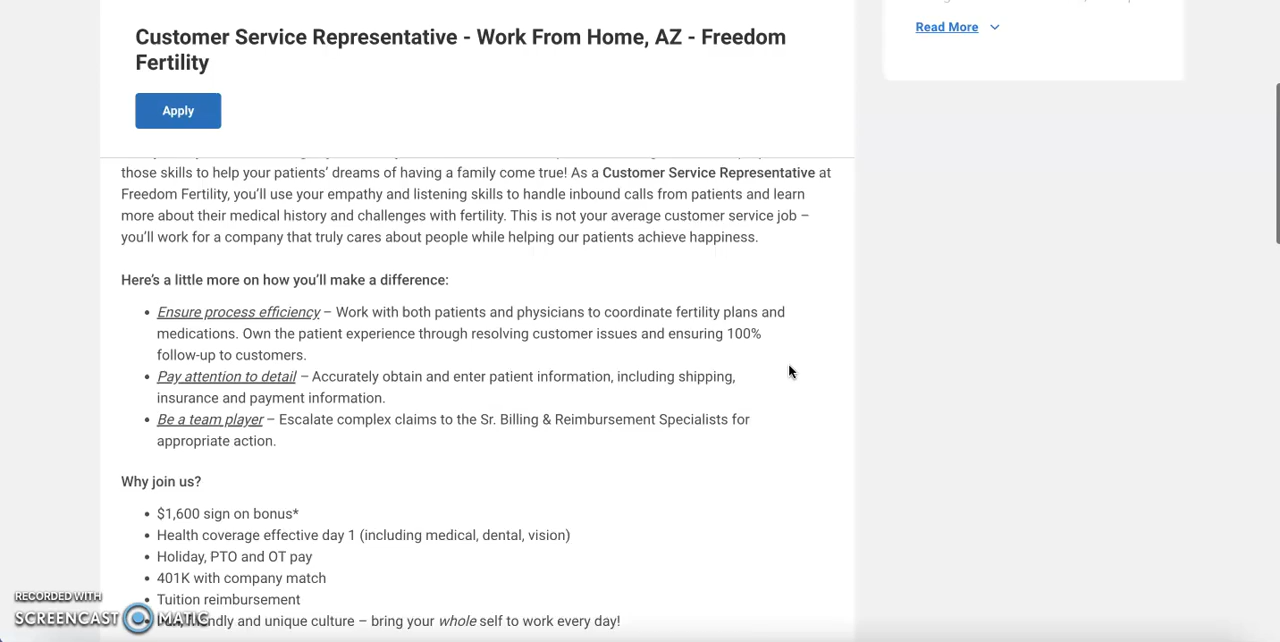 Read More
Customer Service Representative - Work From Home, AZ - Freedom
Fertility
Apply
those skills to help your patients’ dreams of having a family come true! As a Customer Service Representative at
Freedom Fertility, you’ll use your empathy and listening skills to handle inbound calls from patients and learn
more about their medical history and challenges with fertility. This is not your average customer service job –
you’ll work for a company that truly cares about people while helping our patients achieve happiness.
Here’s a little more on how you’ll make a difference:
• Ensure process efficiency – Work with both patients and physicians to coordinate fertility plans and
medications. Own the patient experience through resolving customer issues and ensuring 100%
follow-up to customers.
• Pay attention to detail – Accurately obtain and enter patient information, including shipping,
insurance and payment information.
• Be a team player – Escalate complex claims to the Sr. Billing & Reimbursement Specialists for
appropriate action.
Why join us?
• $1,600 sign on bonus*
• Health coverage effective day 1 (including medical, dental, vision)
• Holiday, PTO and OT pay
• 401K with company match
• Tuition reimbursement
and unique culture – bring your whole self to work every day!
RECORDED WITH
SCREENCAST MATIC